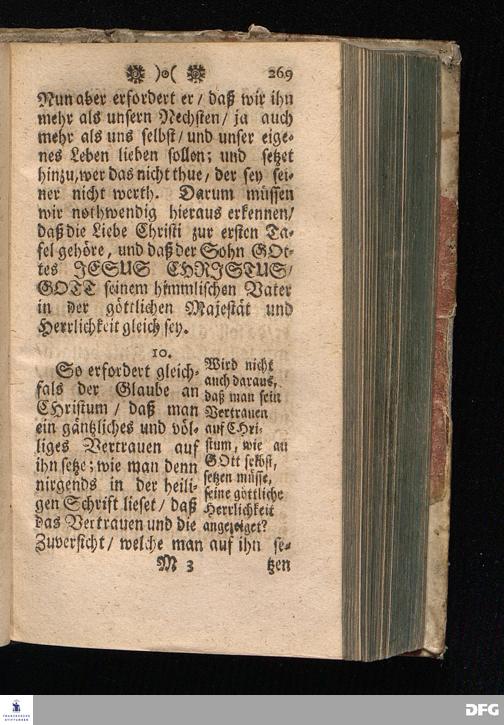 )o( 269
Nun aber erfordert er / daß wir ihn
mehr als unsern Nechsten / ja auch
mehr als uns selbst / und unser eige-
nes Leben lieben sollen; und setzet
hinzu, wer das nicht thue, der sey sei-
ner nicht werth. Darum müssen
wir nothwendig hieraus erkennen /
daß die Liebe Christi zur ersten Ta-
fel gehöre, und daß der Sohn GOt-
tes JESUS CHRISTUS /
GOTT seinem himmlischen Vater
in der göttlichen Majestät und
Herrlichkeit gleich sey.
10.
So erfordert gleich-
fals der Glaube an
CHristum / daß man
ein gäntzliches und völ-
liges Vertrauen auf
ihn setze; wie man denn
nirgends in der heili-
gen Schrift lieset / daß
das Vertrauen und die
Zuversicht / welche man auf ihn se-
Wird nicht
auch daraus,
daß man sein
Vertrauen
auf CHri-
stum, wie an
GOtt selbst,
setzen müsse,
seine göttliche
Herrlichkeit
angezeiget?
M 3 tzen
FRANCKESCHE
STIFTUNGEN
DFG